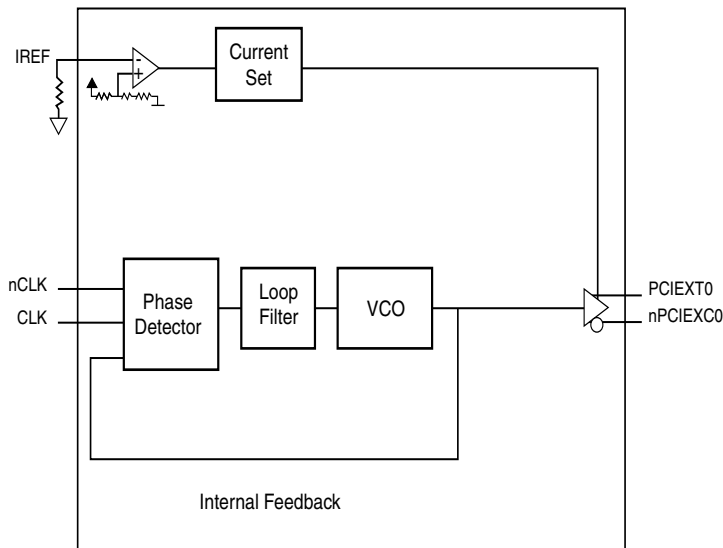 IREF
-
+
Current
Set
nCLK
CLK
Phase
Detector
Loop
Filter
VCO
PCIEXT0
nPCIEXC0
Internal Feedback